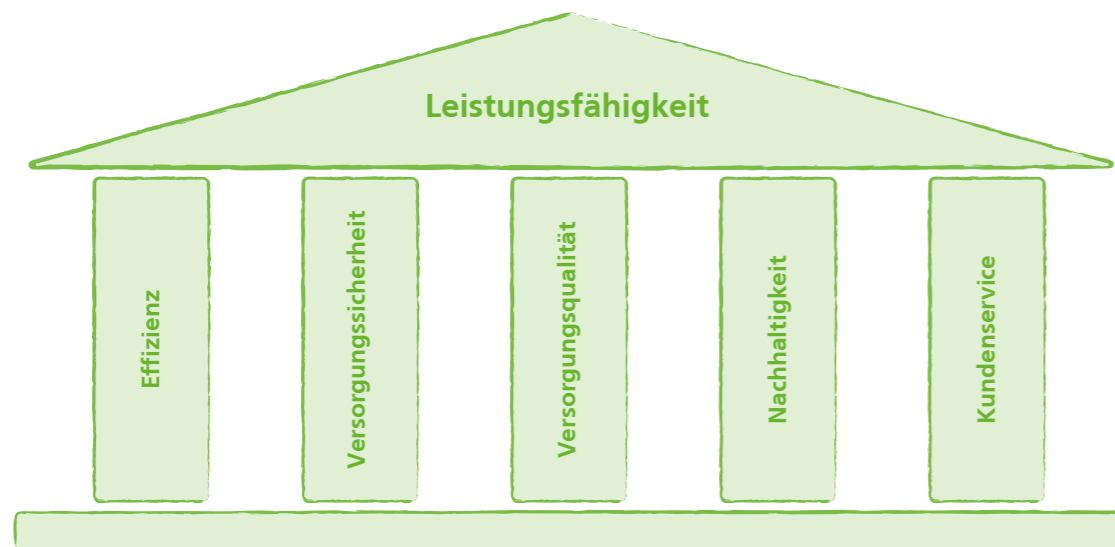 Leistungsfähigkeit
Effizienz
Versorgungssicherheit
Versorgungsqualität
Nachhaltigkeit
Kundenservice